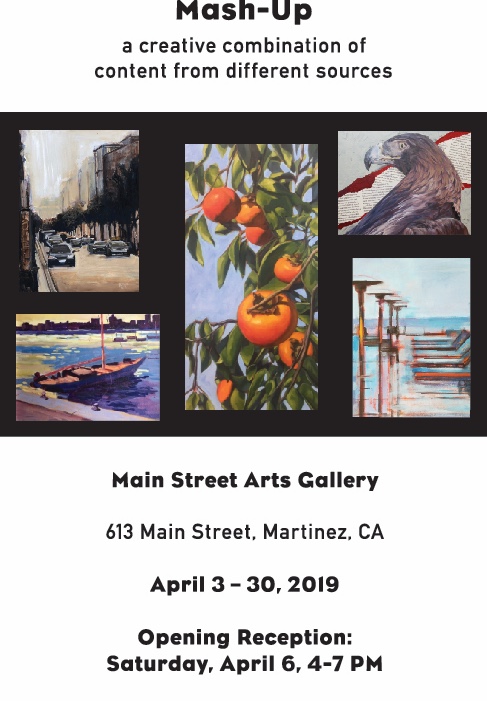 Mash-Up
a creative combination of
content from different sources
Main Street Arts Gallery
613 Main Street, Martinez, CA
April 3 – 30, 2019
Opening Reception:
Saturday, April 6, 4-7 PM